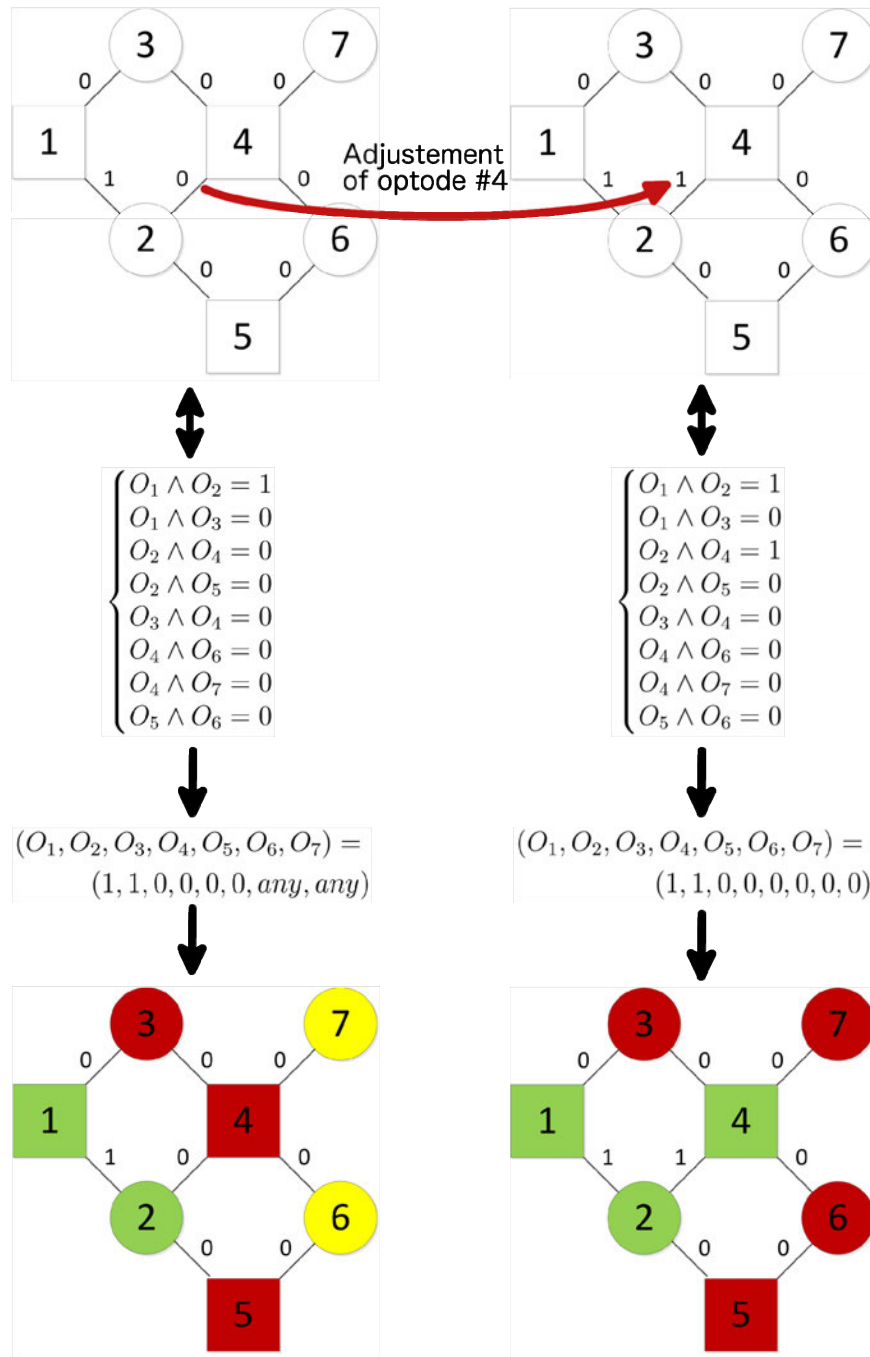 3 7 3 7
0 0 0 0 0 0
1 4 1 4
Adjustement
of optode #4
1 0 0 1 1 0
2 6 2 6
0 0 0 0
5 5
O₁ ∧ O₂ = 1
O₁ ∧ O₃ = 0
O₂ ∧ O₄ = 0
O₂ ∧ O₅ = 0
O₃ ∧ O₄ = 0
O₄ ∧ O₆ = 0
O₄ ∧ O₇ = 0
O₅ ∧ O₆ = 0
O₁ ∧ O₂ = 1
O₁ ∧ O₃ = 0
O₂ ∧ O₄ = 1
O₂ ∧ O₅ = 0
O₃ ∧ O₄ = 0
O₄ ∧ O₆ = 0
O₄ ∧ O₇ = 0
O₅ ∧ O₆ = 0
(O₁, O₂, O₃, O₄, O₅, O₆, O₇) =
(1, 1, 0, 0, 0, 0, any, any)
(O₁, O₂, O₃, O₄, O₅, O₆, O₇) =
(1, 1, 0, 0, 0, 0, 0, 0)
3 7 3 7
0 0 0 0 0 0
1 4 1 4
1 0 0 1 1 0
2 6 2 6
0 0 0 0
5 5